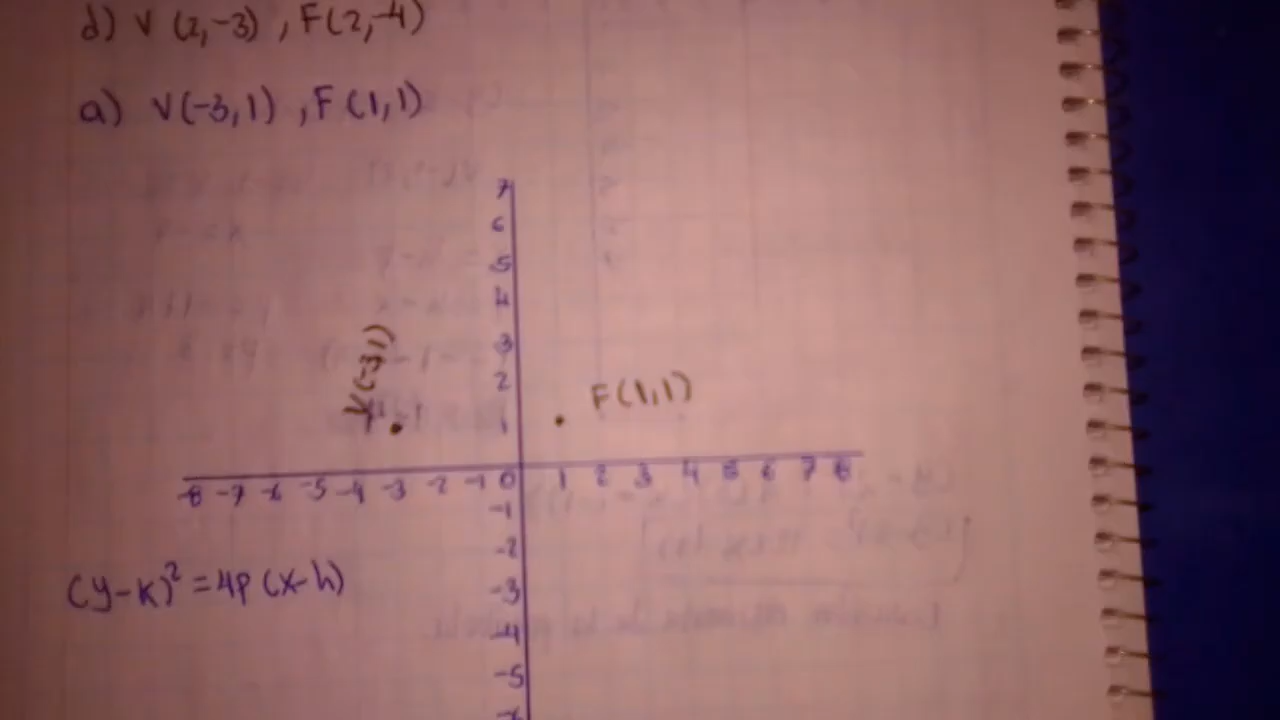 d) V (2,-3) , F(2,-4)
a) V(-3,1) , F (1,1)
7
6
5
4
3
2
1
V(-3,1)
F(1,1)
-8 -7 -6 -5 -4 -3 -2 -1 0 1 2 3 4 5 6 7 8
-1
-2
-3
-4
-5
(y-k)² = 4p (x-h)